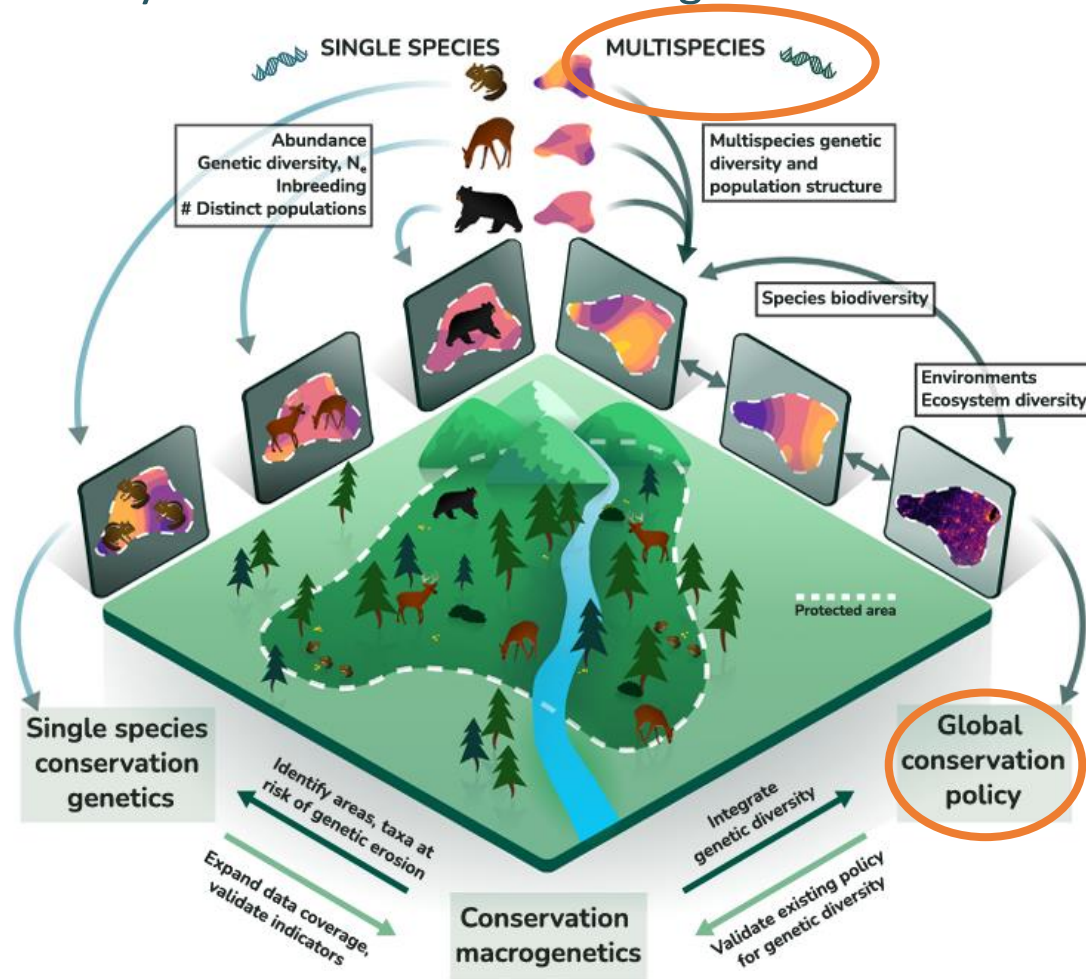 SINGLE SPECIES
MULTISPECIES
Abundance
Genetic diversity, Ne
Inbreeding
# Distinct populations
Multispecies genetic
diversity and
population structure
Species biodiversity
Environments
Ecosystem diversity
Protected area
Single species
conservation
genetics
Global
conservation
policy
Identify areas, taxa at
risk of genetic erosion
Integrate
genetic diversity
Expand data coverage,
validate indicators
Validate existing policy
for genetic diversity
Conservation
macrogenetics